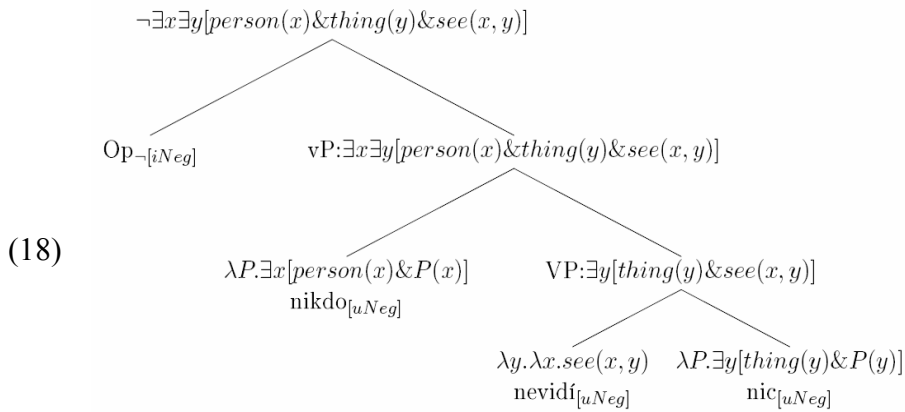 ¬∃x∃y[person(x)&thing(y)&see(x,y)]
Op¬[iNeg] vP:∃x∃y[person(x)&thing(y)&see(x,y)]
(18)
λP.∃x[person(x)&P(x)] VP:∃y[thing(y)&see(x,y)]
nikdo[uNeg]
λy.λx.see(x,y) λP.∃y[thing(y)&P(y)]
nevidí[uNeg] nic[uNeg]